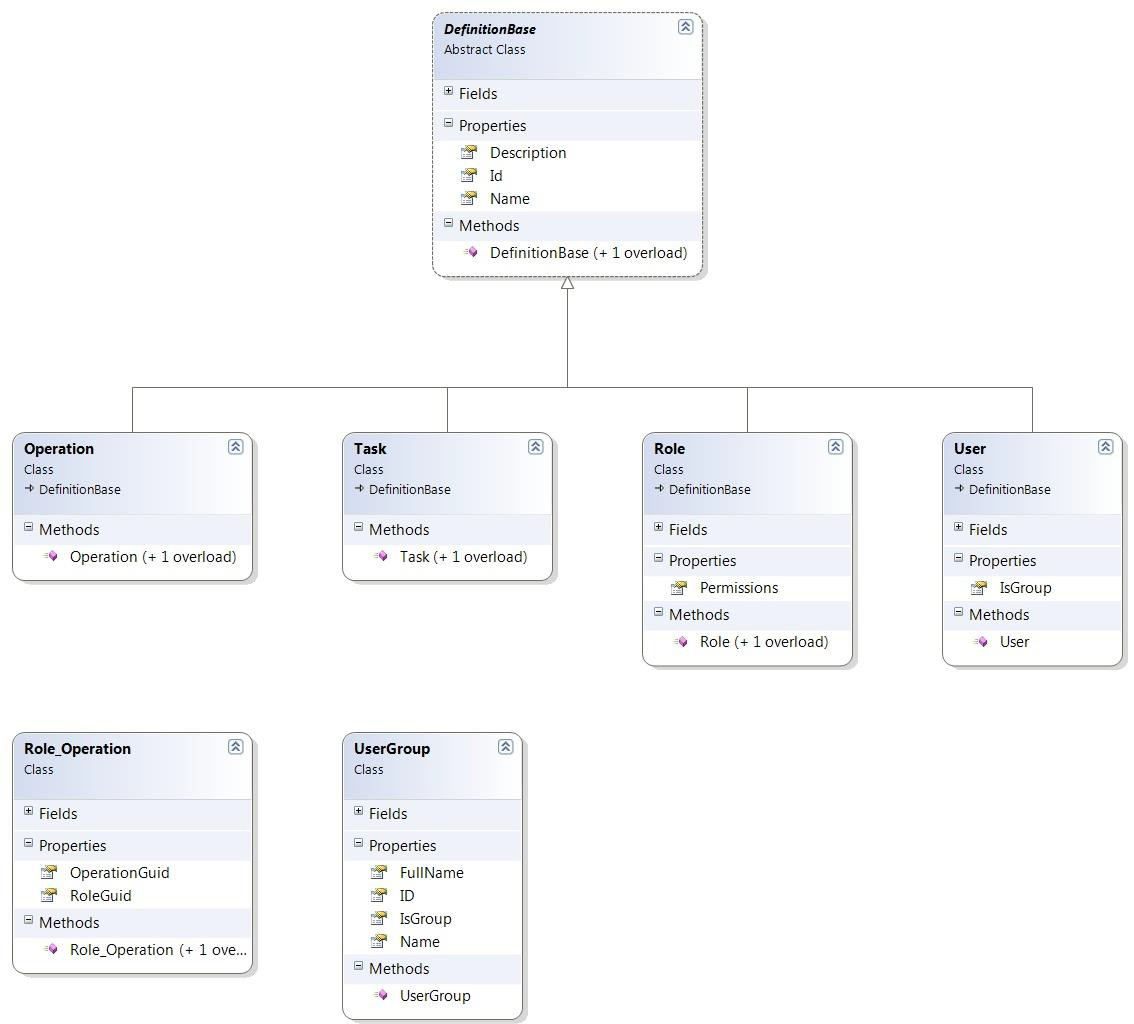 DefinitionBase
Abstract Class
Fields
Properties
Description
Id
Name
Methods
DefinitionBase (+ 1 overload)
Operation
Class
DefinitionBase
Methods
Operation (+ 1 overload)
Task
Class
DefinitionBase
Methods
Task (+ 1 overload)
Role
Class
DefinitionBase
Fields
Properties
Permissions
Methods
Role (+ 1 overload)
User
Class
DefinitionBase
Fields
Properties
IsGroup
Methods
User
Role_Operation
Class
Fields
Properties
OperationGuid
RoleGuid
Methods
Role_Operation (+ 1 ove...
UserGroup
Class
Fields
Properties
FullName
ID
IsGroup
Name
Methods
UserGroup